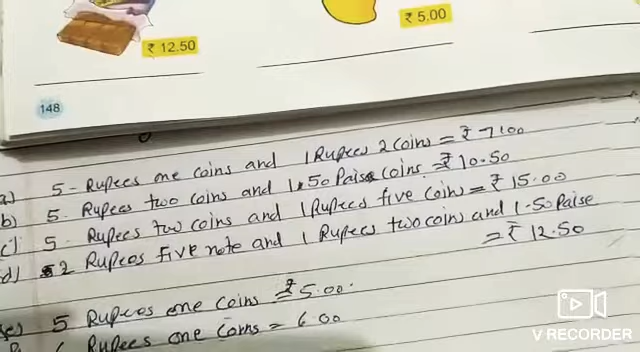 ₹ 12.50
₹ 5.00
148
a) 5 - Rupees one coins and 1 Rupees 2 coins = ₹ 7.00
b) 5 - Rupees two coins and 1.50 Paise coins = ₹ 10.50
c) 5 - Rupees two coins and 1 Rupees five coins = ₹ 15.00
d) 2 Rupees five note and 1 Rupees two coins and 1.50 Paise
= ₹ 12.50
e) 5 Rupees one coins = ₹ 5.00
Rupees one coins = 6.00
V RECORDER